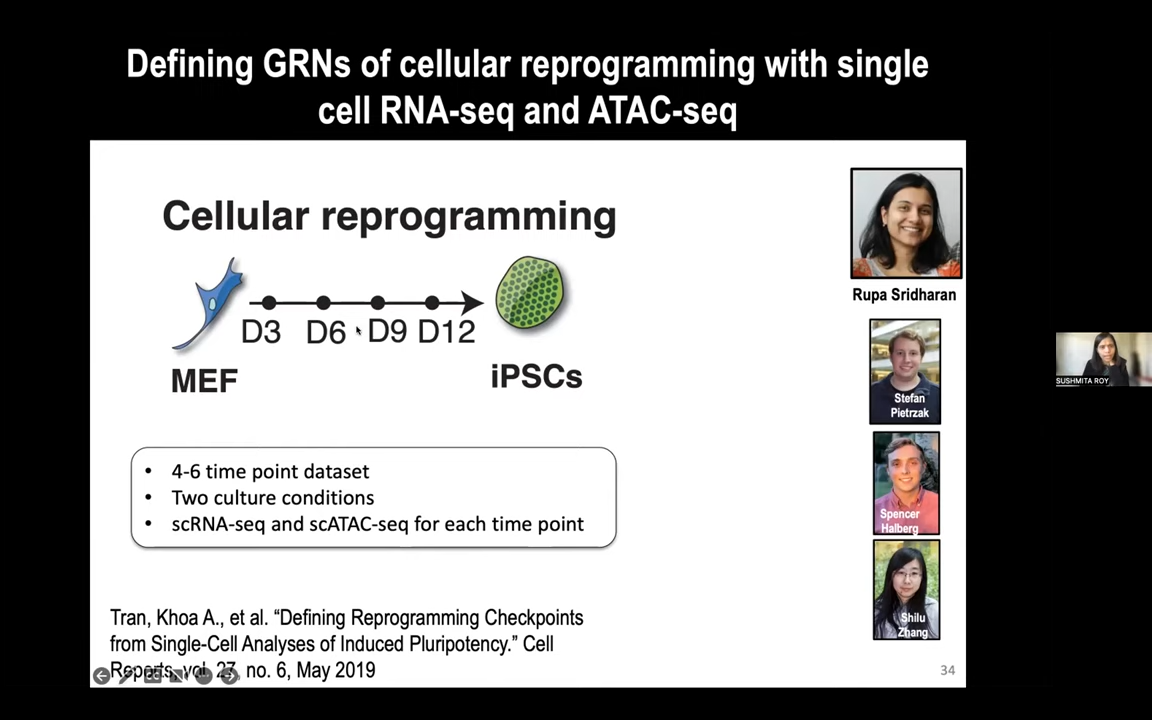 Defining GRNs of cellular reprogramming with single
cell RNA-seq and ATAC-seq
Cellular reprogramming
D3 D6 D9 D12
MEF
iPSCs
• 4-6 time point dataset
• Two culture conditions
• scRNA-seq and scATAC-seq for each time point
Tran, Khoa A., et al. “Defining Reprogramming Checkpoints
from Single-Cell Analyses of Induced Pluripotency.” Cell
Reports, vol. 27, no. 6, May 2019
Rupa Sridharan
Stefan
Pietrzak
Spencer
Halberg
Shilu
Zhang
34
SUSHMITA ROY